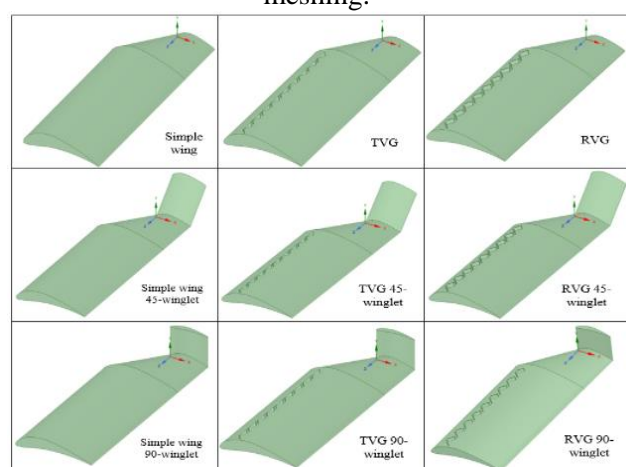 meshing.
Simple
wing
TVG
RVG
Simple wing
45-winglet
TVG 45-
winglet
RVG 45-
winglet
Simple wing
90-winglet
TVG 90-
winglet
RVG 90-
winglet